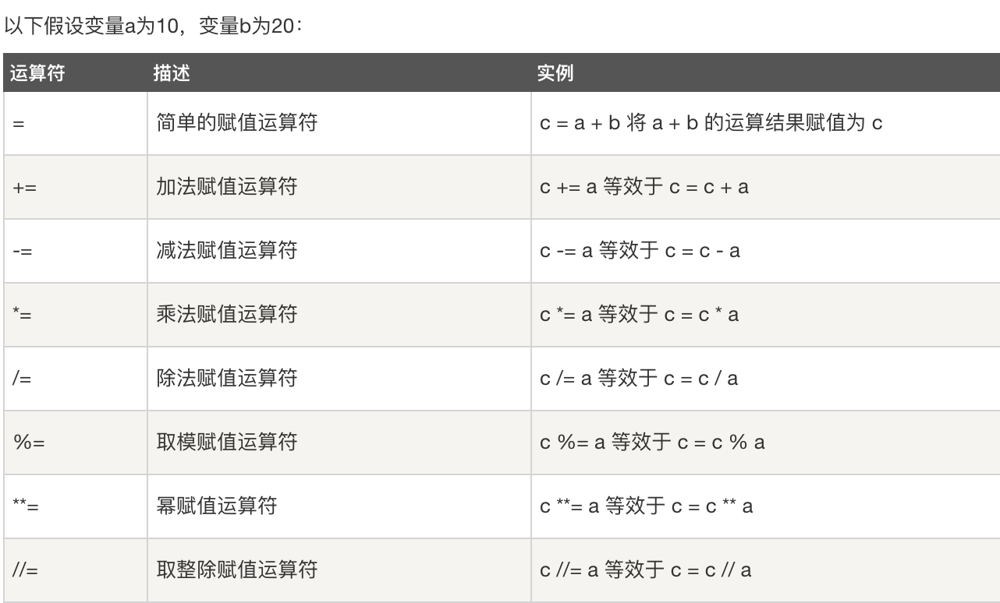 以下假设变量a为10，变量b为20：
运算符 描述 实例
= 简单的赋值运算符 c = a + b 将 a + b 的运算结果赋值为 c
+= 加法赋值运算符 c += a 等效于 c = c + a
-= 减法赋值运算符 c -= a 等效于 c = c - a
*= 乘法赋值运算符 c *= a 等效于 c = c * a
/= 除法赋值运算符 c /= a 等效于 c = c / a
%= 取模赋值运算符 c %= a 等效于 c = c % a
**= 幂赋值运算符 c **= a 等效于 c = c ** a
//= 取整除赋值运算符 c //= a 等效于 c = c // a